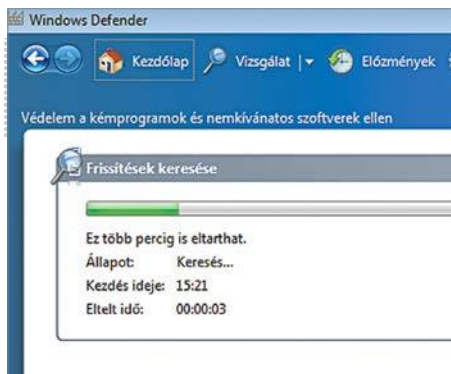 Windows Defender
Kezdőlap Vizsgálat Előzmények
Védelem a kémprogramok és nemkívánatos szoftverek ellen
Frissítések keresése
Ez több percig is eltarthat.
Állapot: Keresés...
Kezdés ideje: 15:21
Eltelt idő: 00:00:03